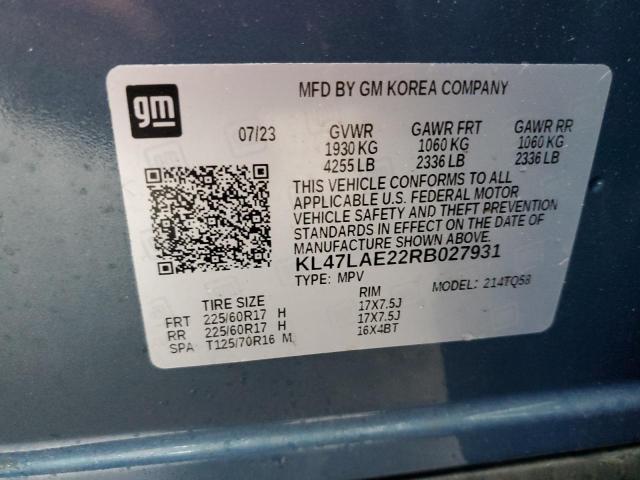 gm
MFD BY GM KOREA COMPANY
07/23 GVWR GAWR FRT GAWR RR
1930 KG 1060 KG 1060 KG
4255 LB 2336 LB 2336 LB
THIS VEHICLE CONFORMS TO ALL
APPLICABLE U.S. FEDERAL MOTOR
VEHICLE SAFETY AND THEFT PREVENTION
STANDARDS IN EFFECT ON THE DATE OF
MANUFACTURE SHOWN ABOVE.
KL47LAE22RB027931
TYPE: MPV MODEL: 214TQ58
TIRE SIZE RIM
FRT 225/60R17 H 17X7.5J
RR 225/60R17 H 17X7.5J
SPA T125/70R16 M 16X4BT